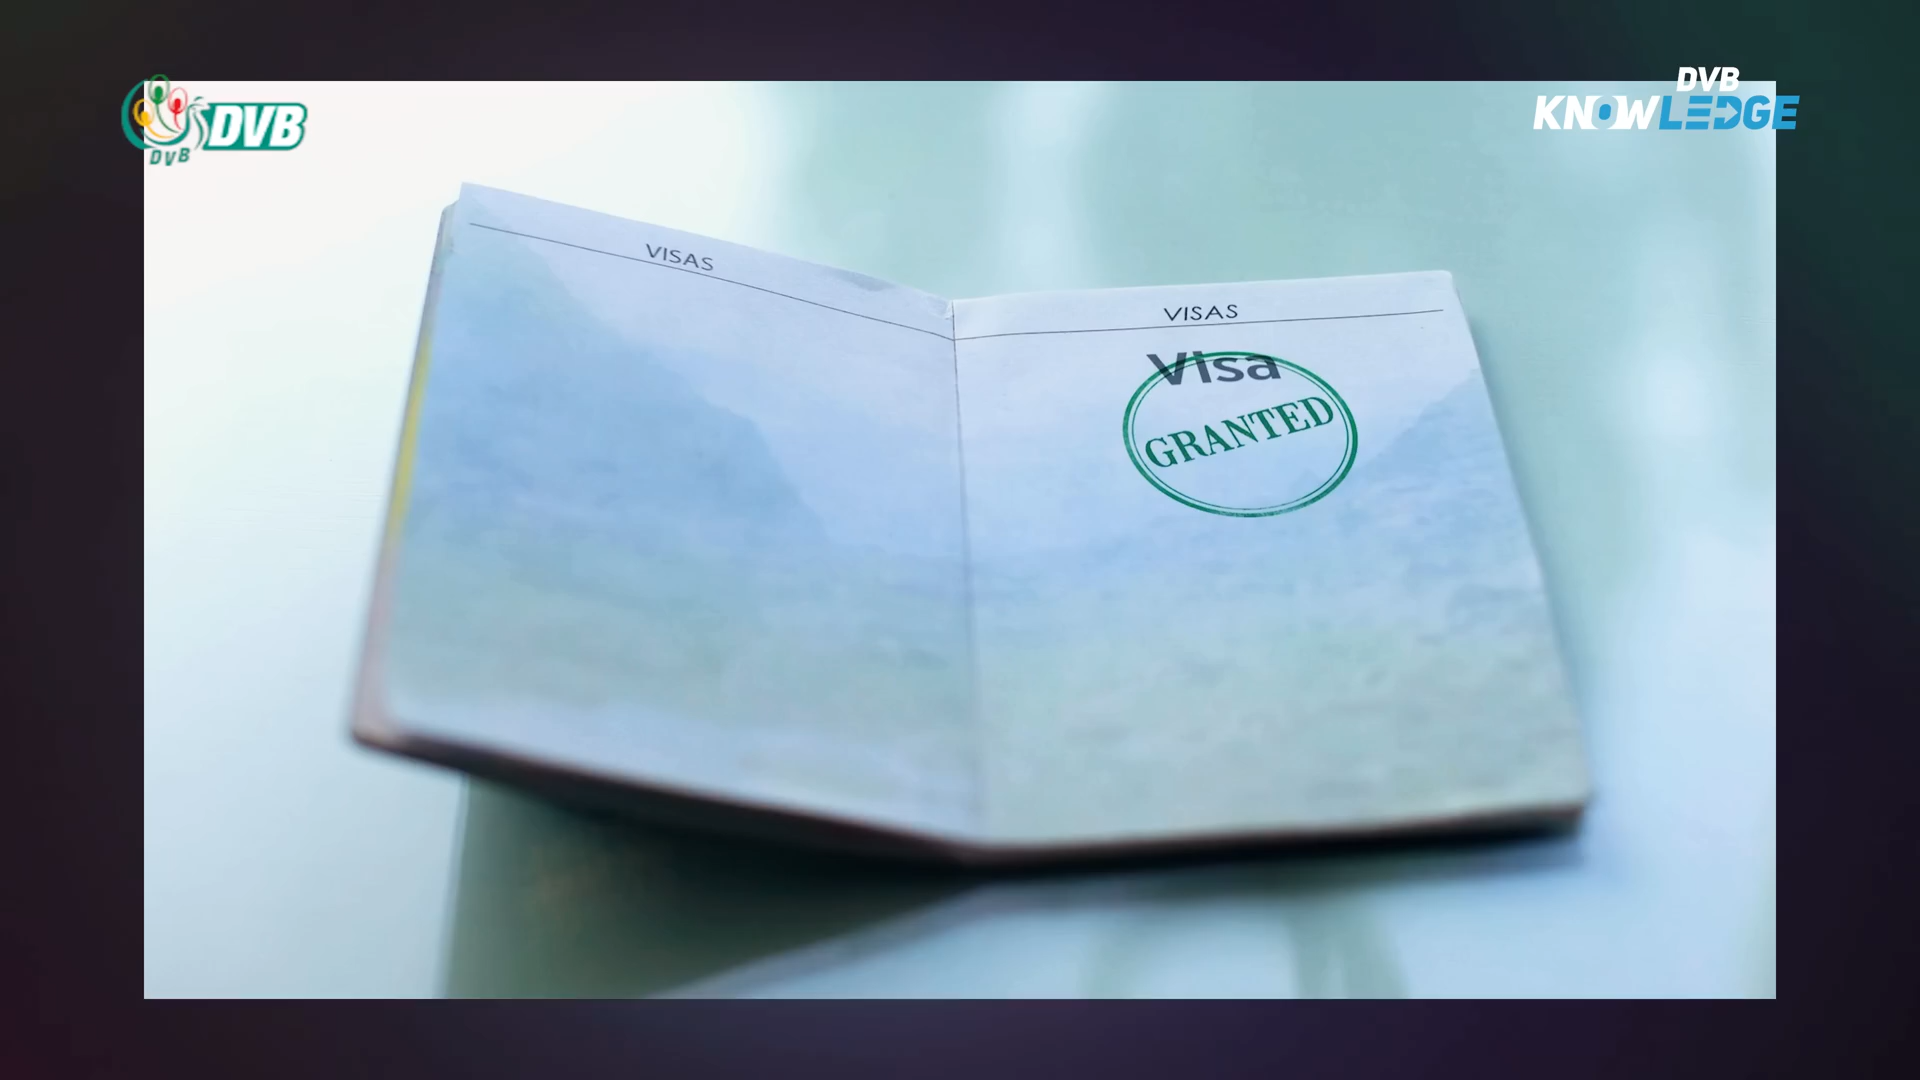 DVB
DVB
DVB
KNOWLEDGE
VISAS
VISAS
Visa
GRANTED